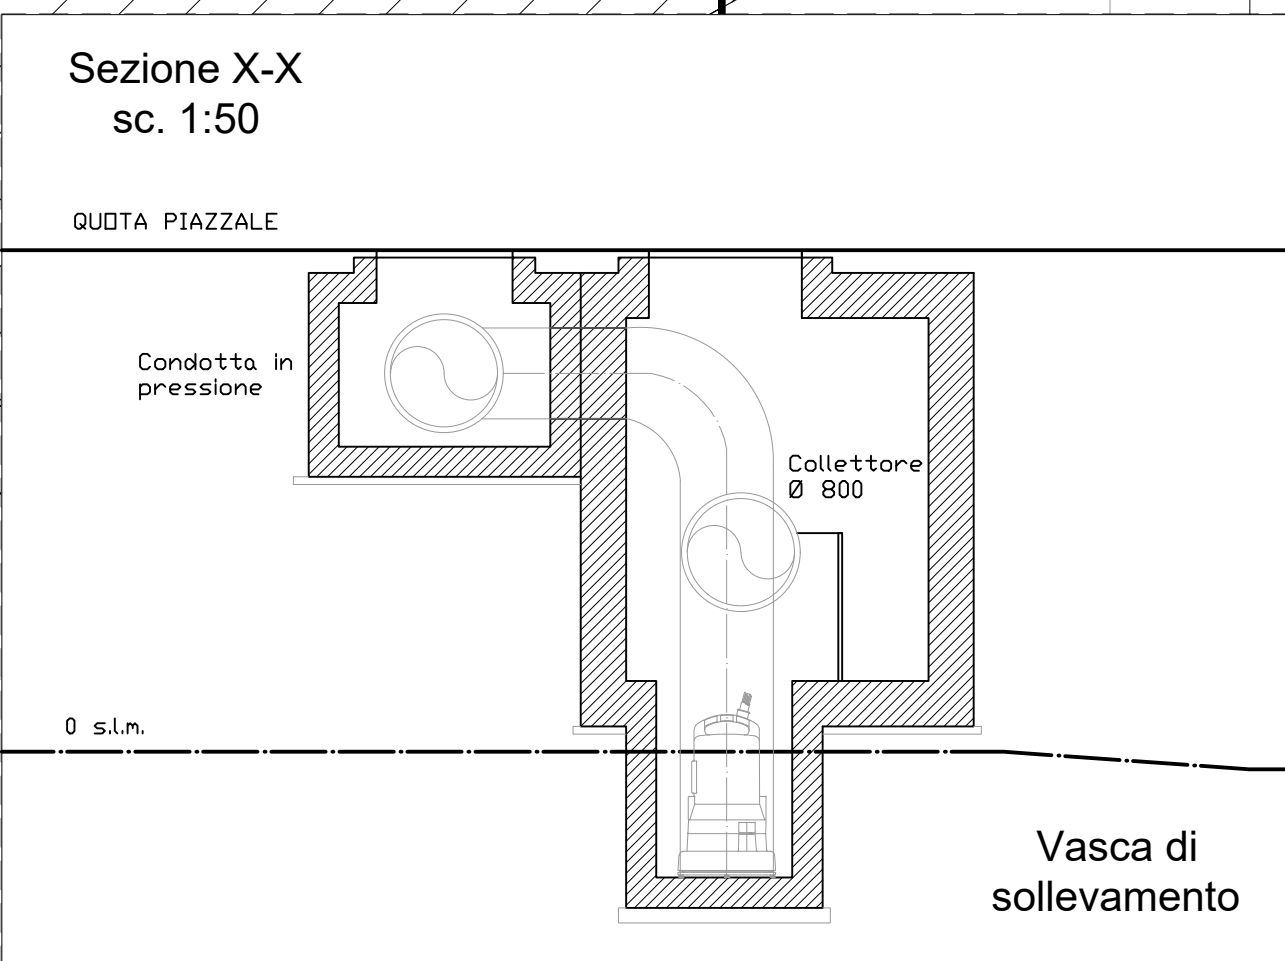 Sezione X-X
sc. 1:50
QUOTA PIAZZALE
Condotta in
pressione
Collettore
Ø 800
0 s.l.m.
Vasca di
sollevamento